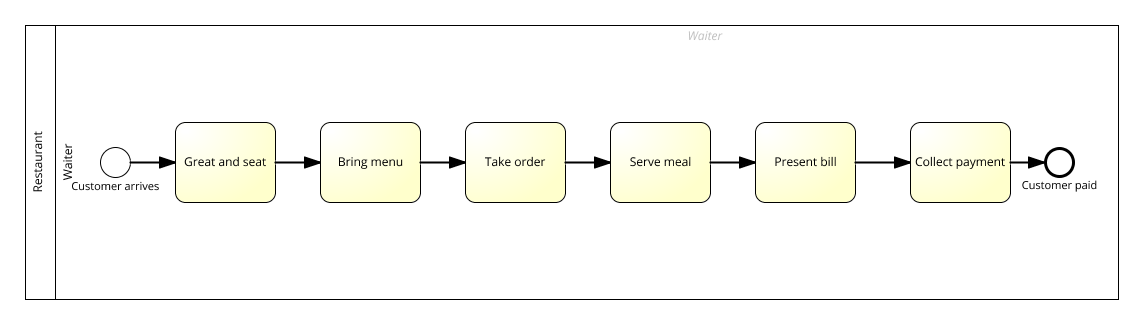 Waiter
Restaurant
Waiter
Customer arrives
Great and seat
Bring menu
Take order
Serve meal
Present bill
Collect payment
Customer paid